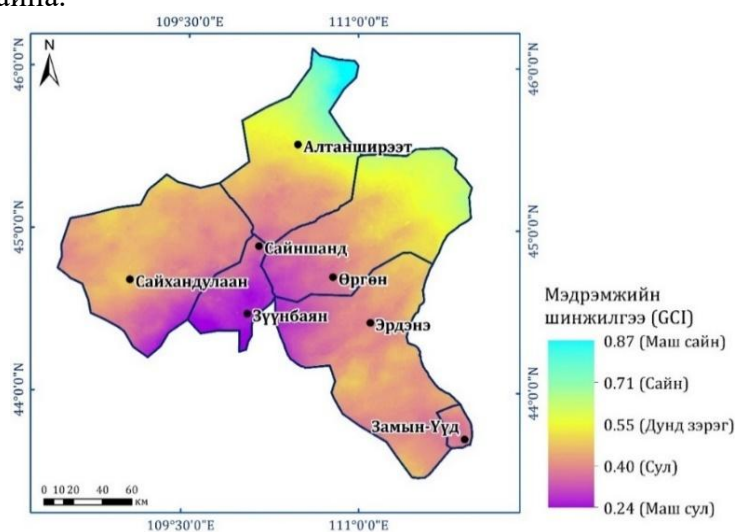 109°30'0"E 111°0'0"E
N
46°0'0"N 46°0'0"N
Алтанширээт
45°0'0"N 45°0'0"N
Сайншанд
Сайхандулаан Өргөн
Зүүнбаян
Эрдэнэ
44°0'0"N 44°0'0"N
Замын-Үүд
0 10 20 40 60
км
109°30'0"E 111°0'0"E
Мэдрэмжийн
шинжилгээ (GCI)
0.87 (Маш сайн)
0.71 (Сайн)
0.55 (Дунд зэрэг)
0.40 (Сул)
0.24 (Маш сул)